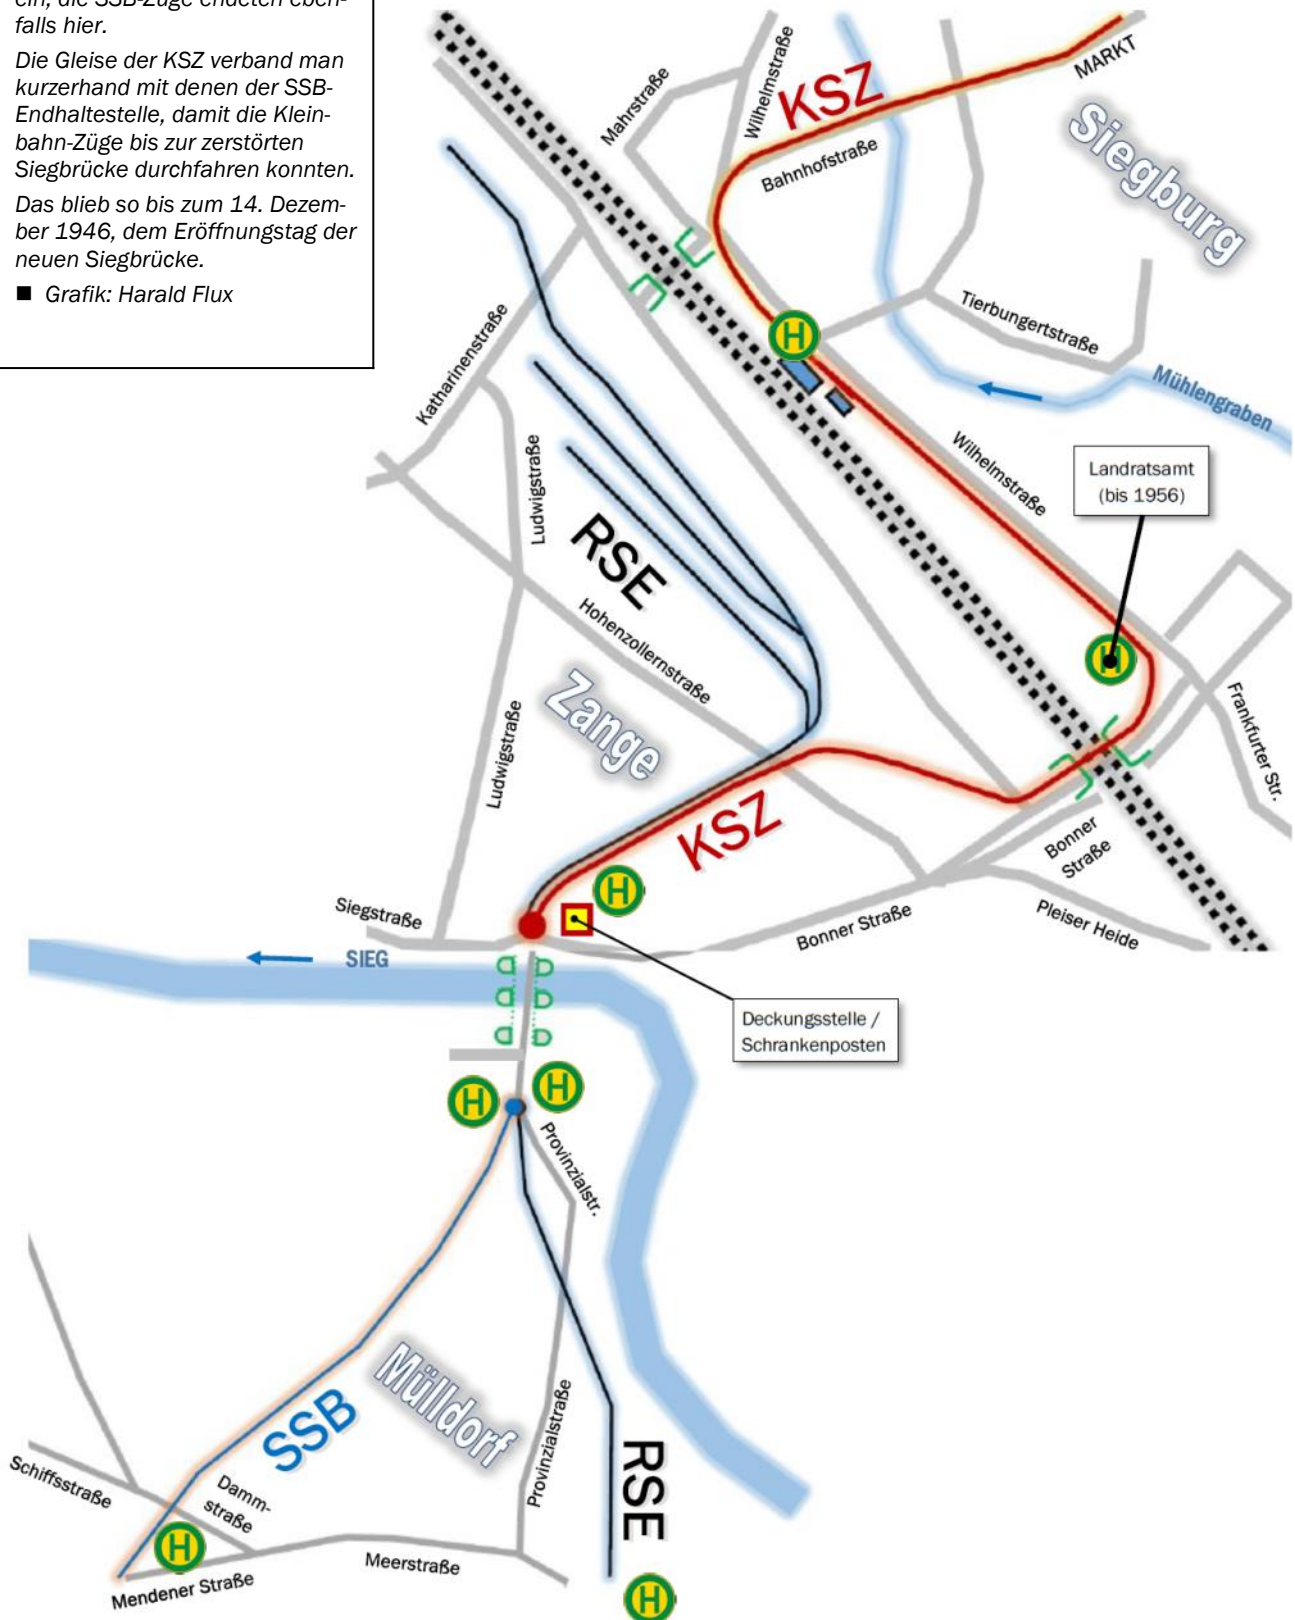 ein, die SSB-Züge endeten eben-
falls hier.
Die Gleise der KSZ verband man
kurzerhand mit denen der SSB-
Endhaltestelle, damit die Klein-
bahn-Züge bis zur zerstörten
Siegbrücke durchfahren konnten.
Das blieb so bis zum 14. Dezem-
ber 1946, dem Eröffnungstag der
neuen Siegbrücke.
■ Grafik: Harald Flux
MARKT
Wilhelmstraße
Mahrstraße
KSZ
Bahnhofstraße
Siegburg
Tierbungertstraße
H
Katharinenstraße
Mühlengraben
Ludwigstraße
Wilhelmstraße
Landratsamt
(bis 1956)
RSE
Hohenzollernstraße
H
Zange
Frankfurter Str.
Ludwigstraße
KSZ
Bonner
Straße
H
Siegstraße
Bonner Straße
Pleiser Heide
SIEG
Deckungsstelle /
Schrankenposten
H
H
Provinzialstr.
Mülldorf
SSB
Provinzialstraße
RSE
Schiffsstraße
Damm-
straße
H
Meerstraße
Mendener Straße
H